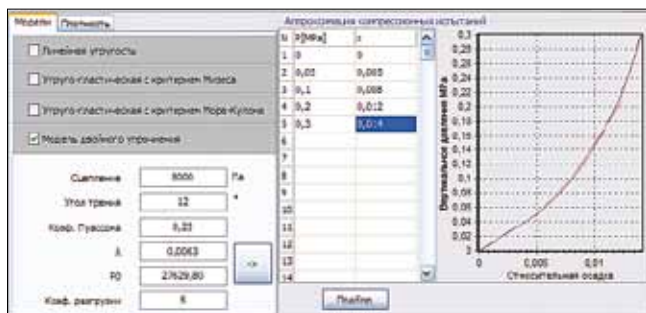 Модели Плотность
Линейная упругость
Упруго-пластическая с критерием Мизеса
Упруго-пластическая с критерием Мора-Кулона
Модель двойного упрочнения
Сцепление 8000 Па
Угол трения 12 °
Коэф. Пуассона 0,35
λ 0,0063
P0 27629,80
->
Коэф. разгрузки 5
Аппроксимация компрессионных испытаний
N P[MPa] ε
1 0 0
2 0,05 0,005
3 0,1 0,008
4 0,2 0,012
5 0,3 0,014
6
7
8
9
10
11
12
13
14
Вертикальное давление МПа
0,3
0,28
0,26
0,24
0,22
0,2
0,18
0,16
0,14
0,12
0,1
0,08
0,06
0,04
0,02
0
0 0,005 0,01
Относительная осадка